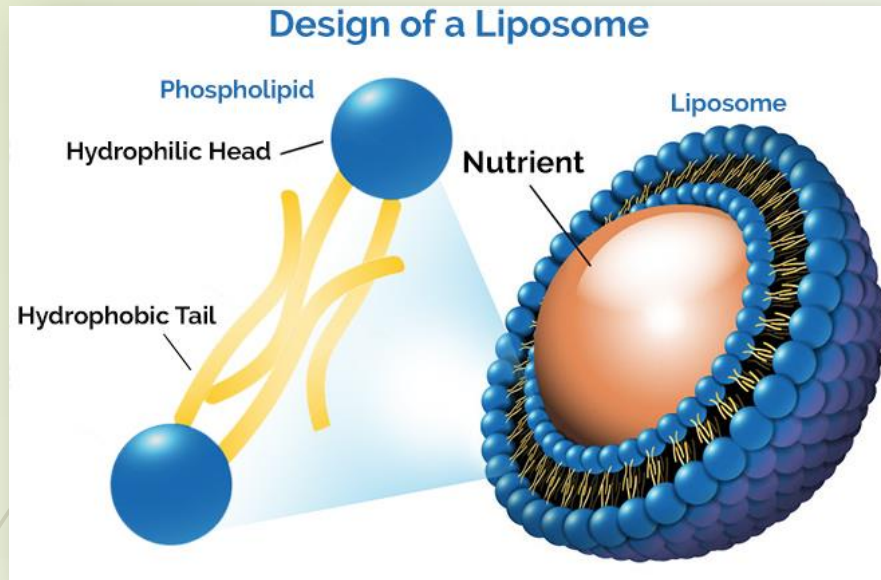 Design of a Liposome
Phospholipid
Liposome
Hydrophilic Head
Nutrient
Hydrophobic Tail